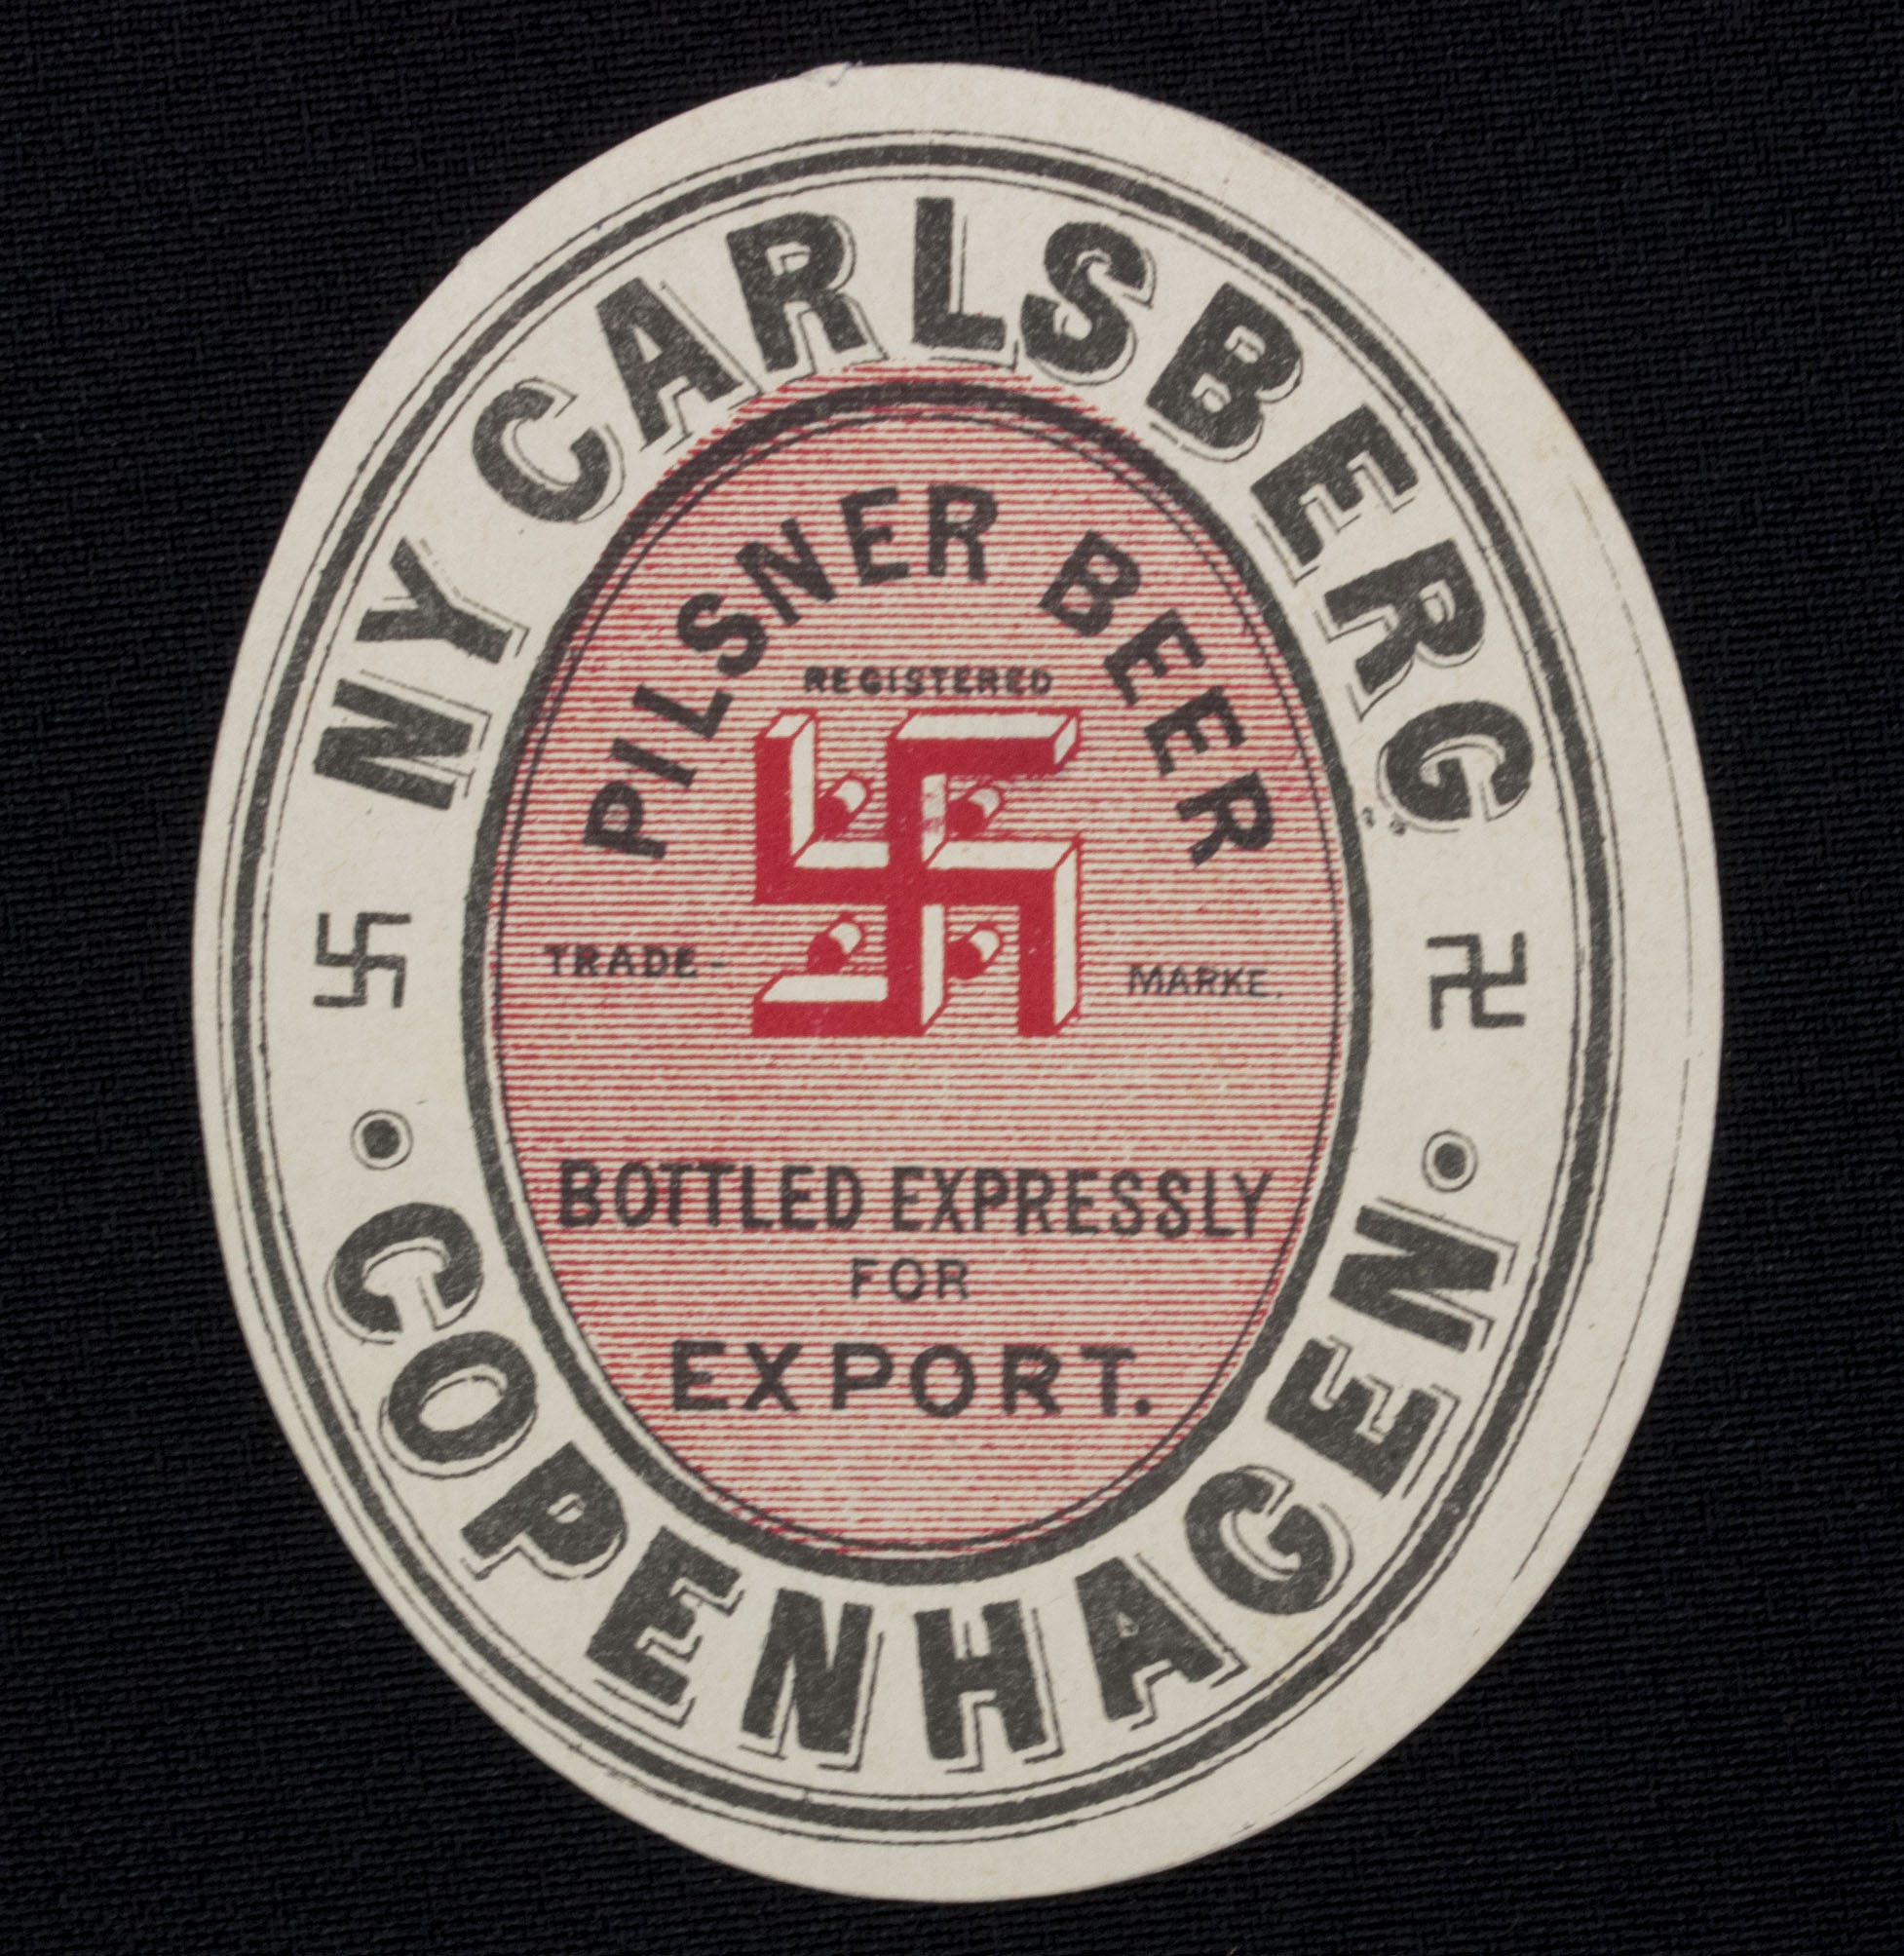 NY CARLSBERG
PILSNER BEER
REGISTERED
TRADE- MARKE.
BOTTLED EXPRESSLY
FOR
EXPORT.
COPENHAGEN